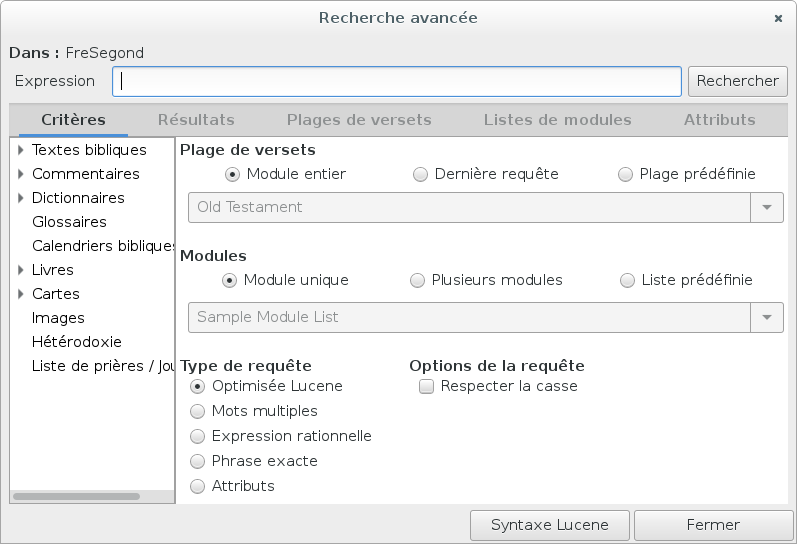 Recherche avancée
Dans : FreSegond
Expression
Rechercher
Critères Résultats Plages de versets Listes de modules Attributs
Textes bibliques
Commentaires
Dictionnaires
Glossaires
Calendriers bibliques
Livres
Cartes
Images
Hétérodoxie
Liste de prières / Jou
Plage de versets
Module entier Dernière requête Plage prédéfinie
Old Testament
Modules
Module unique Plusieurs modules Liste prédéfinie
Sample Module List
Type de requête
Optimisée Lucene
Mots multiples
Expression rationnelle
Phrase exacte
Attributs
Options de la requête
Respecter la casse
Syntaxe Lucene Fermer